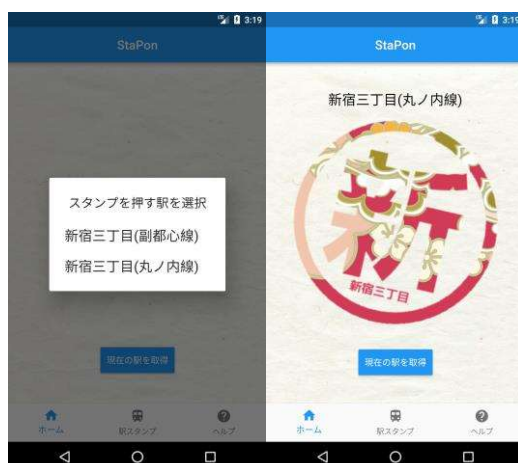 3:19
StaPon
スタンプを押す駅を選択
新宿三丁目(副都心線)
新宿三丁目(丸ノ内線)
現在の駅を取得
ホーム
駅スタンプ
ヘルプ
3:19
StaPon
新宿三丁目(丸ノ内線)
新
新宿三丁目
現在の駅を取得
ホーム
駅スタンプ
ヘルプ